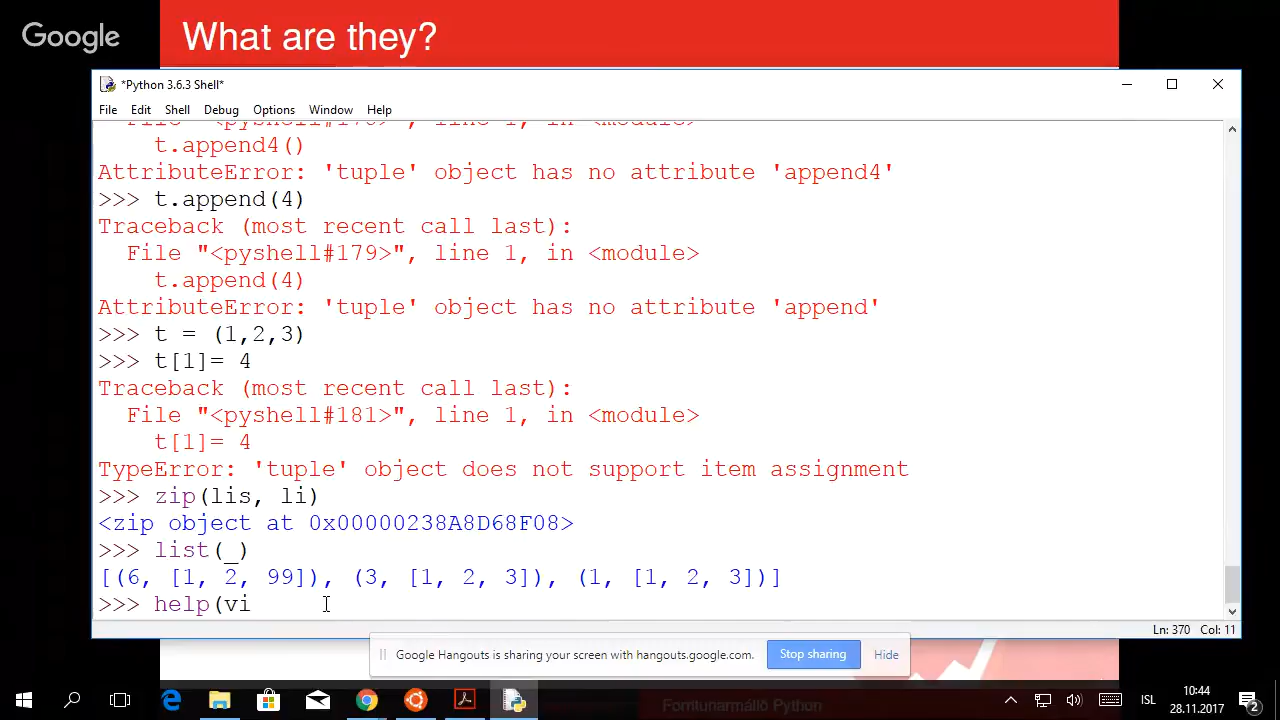 Google
What are they?
*Python 3.6.3 Shell*
File Edit Shell Debug Options Window Help
line 1, in <module>
t.append4()
AttributeError: 'tuple' object has no attribute 'append4'
>>> t.append(4)
Traceback (most recent call last):
File "<pyshell#179>", line 1, in <module>
t.append(4)
AttributeError: 'tuple' object has no attribute 'append'
>>> t = (1,2,3)
>>> t[1]= 4
Traceback (most recent call last):
File "<pyshell#181>", line 1, in <module>
t[1]= 4
TypeError: 'tuple' object does not support item assignment
>>> zip(lis, li)
<zip object at 0x00000238A8D68F08>
>>> list(_)
[(6, [1, 2, 99]), (3, [1, 2, 3]), (1, [1, 2, 3])]
>>> help(vi
Ln: 370 Col: 11
Google Hangouts is sharing your screen with hangouts.google.com. Stop sharing Hide
ISL
10:44
28.11.2017
2
Python